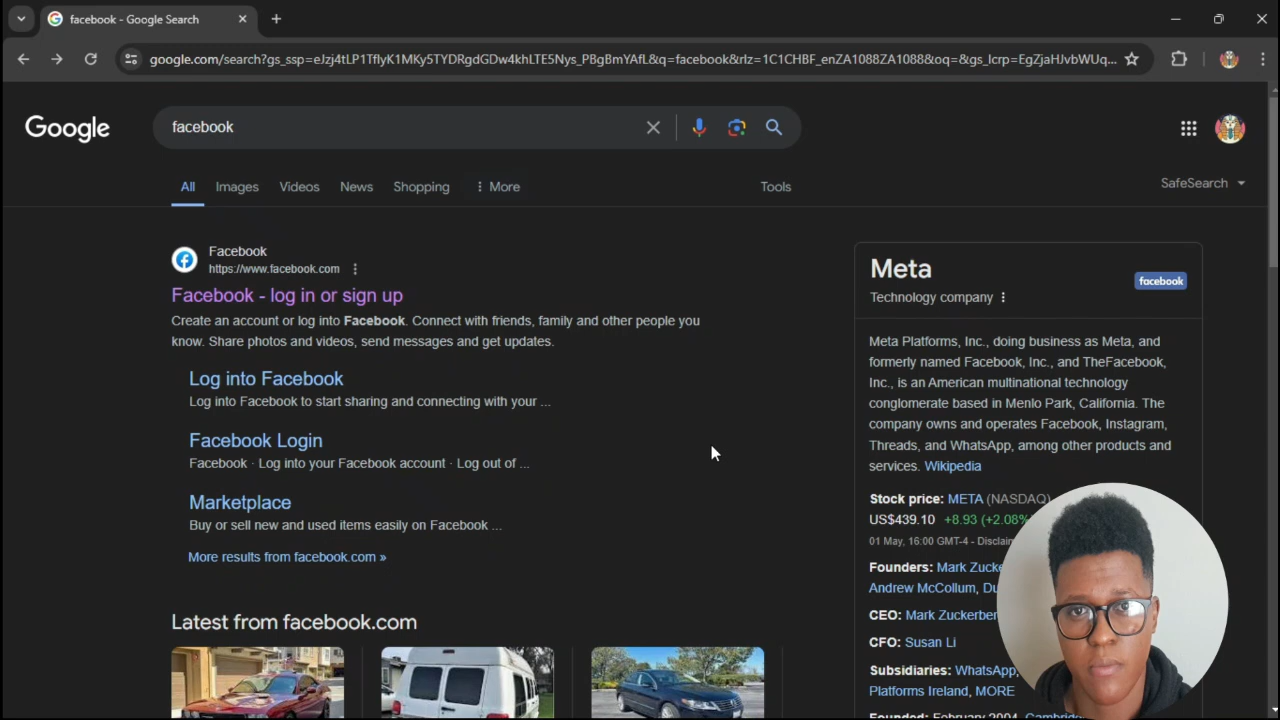 facebook - Google Search
google.com/search?gs_ssp=eJzj4tLP1TflyK1MKy5TYDRgdGDw4khLTE5Nys_PBgBmYAfL&q=facebook&rlz=1C1CHBF_enZA1088ZA1088&oq=&gs_lcrp=EgZjaHJvbWUq...
Google
facebook
All
Images
Videos
News
Shopping
More
Tools
SafeSearch
Facebook
https://www.facebook.com
Facebook - log in or sign up
Create an account or log into Facebook. Connect with friends, family and other people you
know. Share photos and videos, send messages and get updates.
Log into Facebook
Log into Facebook to start sharing and connecting with your ...
Facebook Login
Facebook · Log into your Facebook account · Log out of ...
Marketplace
Buy or sell new and used items easily on Facebook ...
More results from facebook.com »
Latest from facebook.com
Meta
Technology company
facebook
Meta Platforms, Inc., doing business as Meta, and
formerly named Facebook, Inc., and TheFacebook,
Inc., is an American multinational technology
conglomerate based in Menlo Park, California. The
company owns and operates Facebook, Instagram,
Threads, and WhatsApp, among other products and
services. Wikipedia
Stock price: META (NASDAQ)
US$439.10 +8.93 (+2.08%
01 May, 16:00 GMT-4 - Disclaim
Founders: Mark Zucke
Andrew McCollum, Du
CEO: Mark Zuckerber
CFO: Susan Li
Subsidiaries: WhatsApp,
Platforms Ireland, MORE
Founded: February 2004, Cambridg